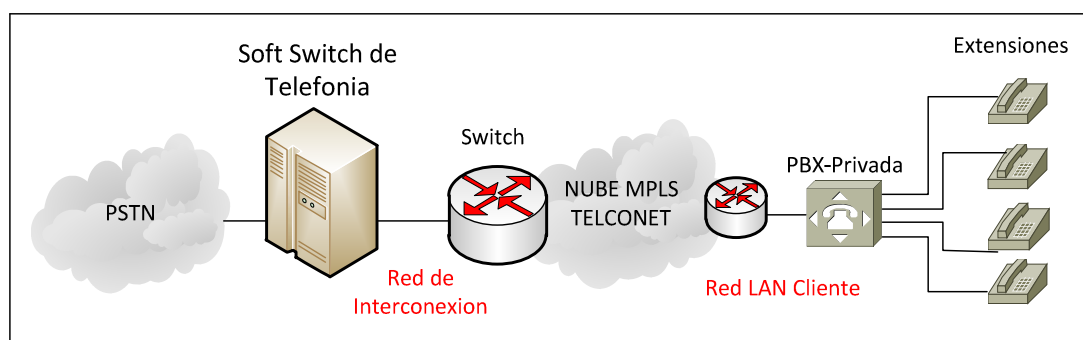 Soft Switch de
Telefonia
Extensiones
Switch
PBX-Privada
PSTN
NUBE MPLS
TELCONET
Red de
Interconexion
Red LAN Cliente